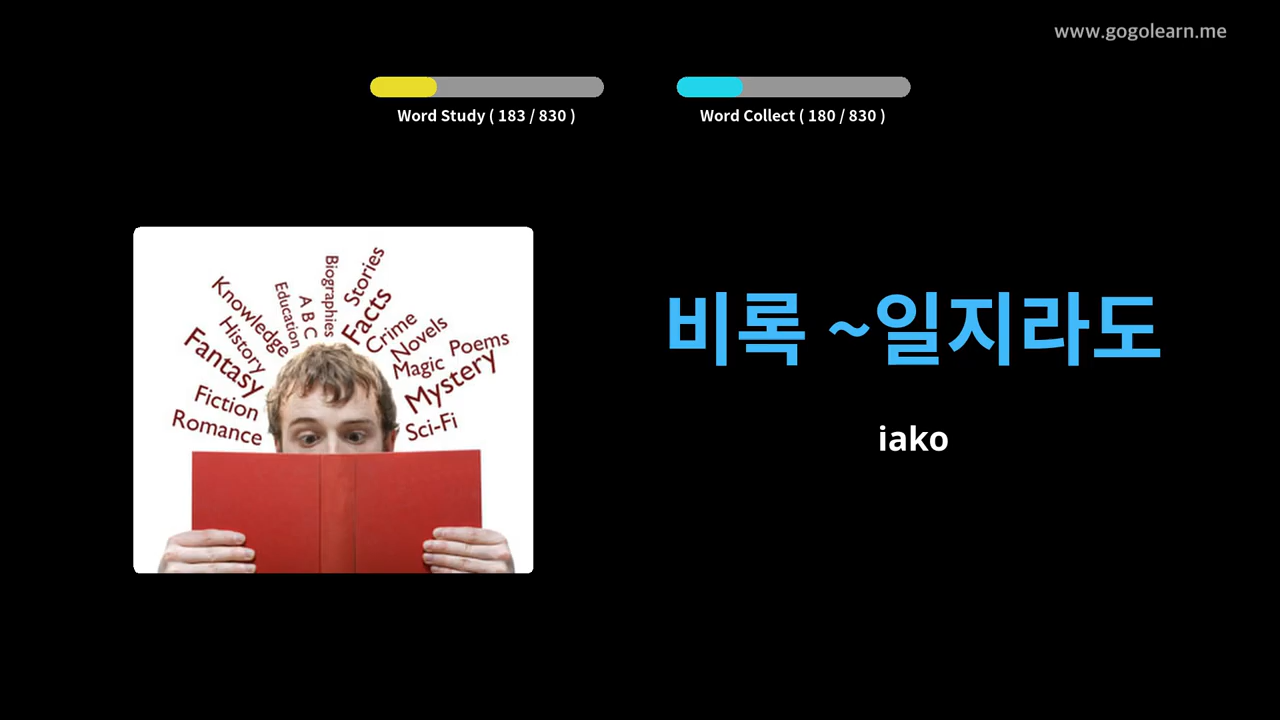 www.gogolearn.me
Word Study ( 183 / 830 )
Word Collect ( 180 / 830 )
Knowledge
History
Fantasy
Fiction
Romance
Education
A B C
Biographies
Stories
Facts
Crime
Novels
Magic
Poems
Mystery
Sci-Fi
비록 ~일지라도
iako